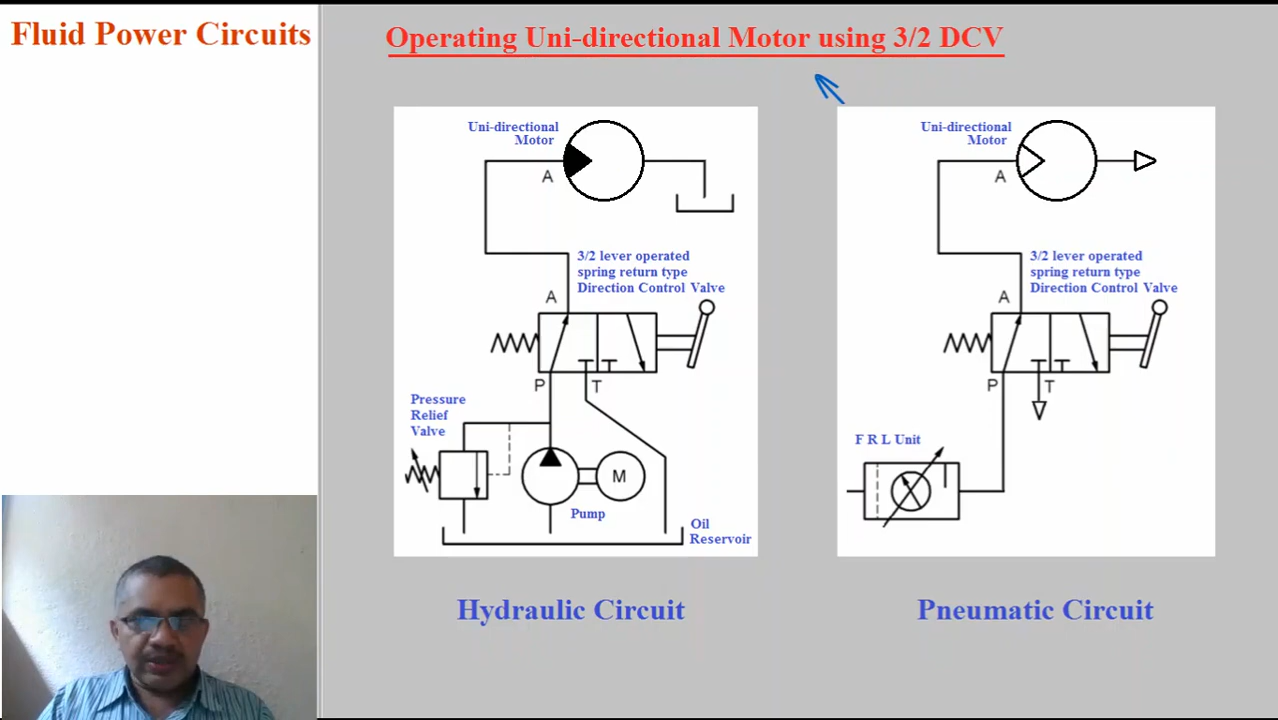 Fluid Power Circuits
Operating Uni-directional Motor using 3/2 DCV
Uni-directional
Motor
A
3/2 lever operated
spring return type
Direction Control Valve
A
P
T
Pressure
Relief
Valve
M
Pump
Oil
Reservoir
Hydraulic Circuit
Uni-directional
Motor
A
3/2 lever operated
spring return type
Direction Control Valve
A
P
T
F R L Unit
Pneumatic Circuit